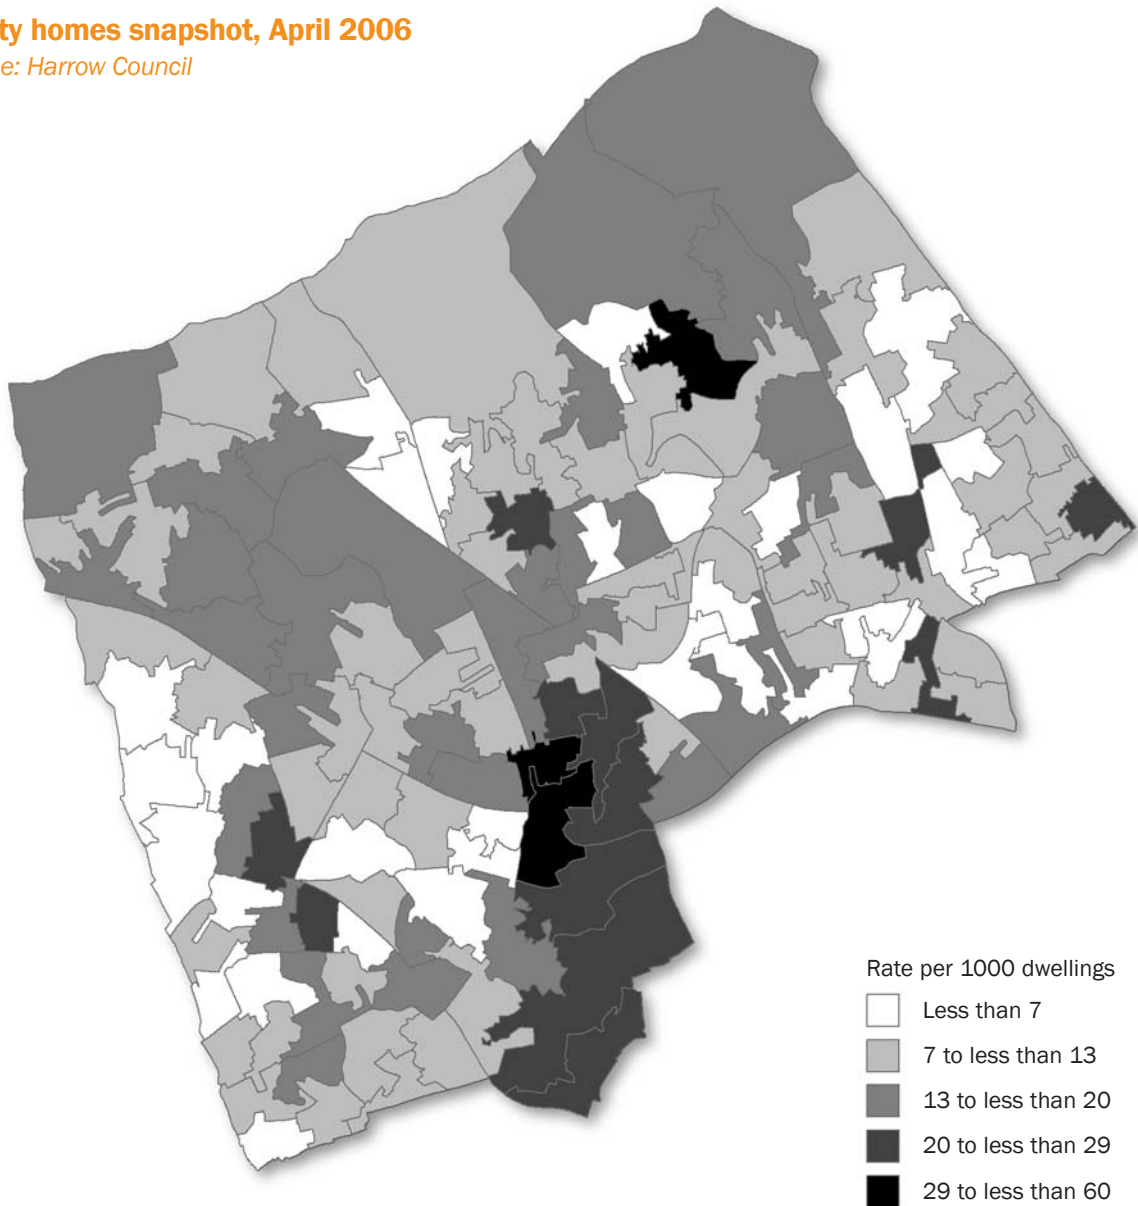 ty homes snapshot, April 2006
e: Harrow Council
Rate per 1000 dwellings
Less than 7
7 to less than 13
13 to less than 20
20 to less than 29
29 to less than 60